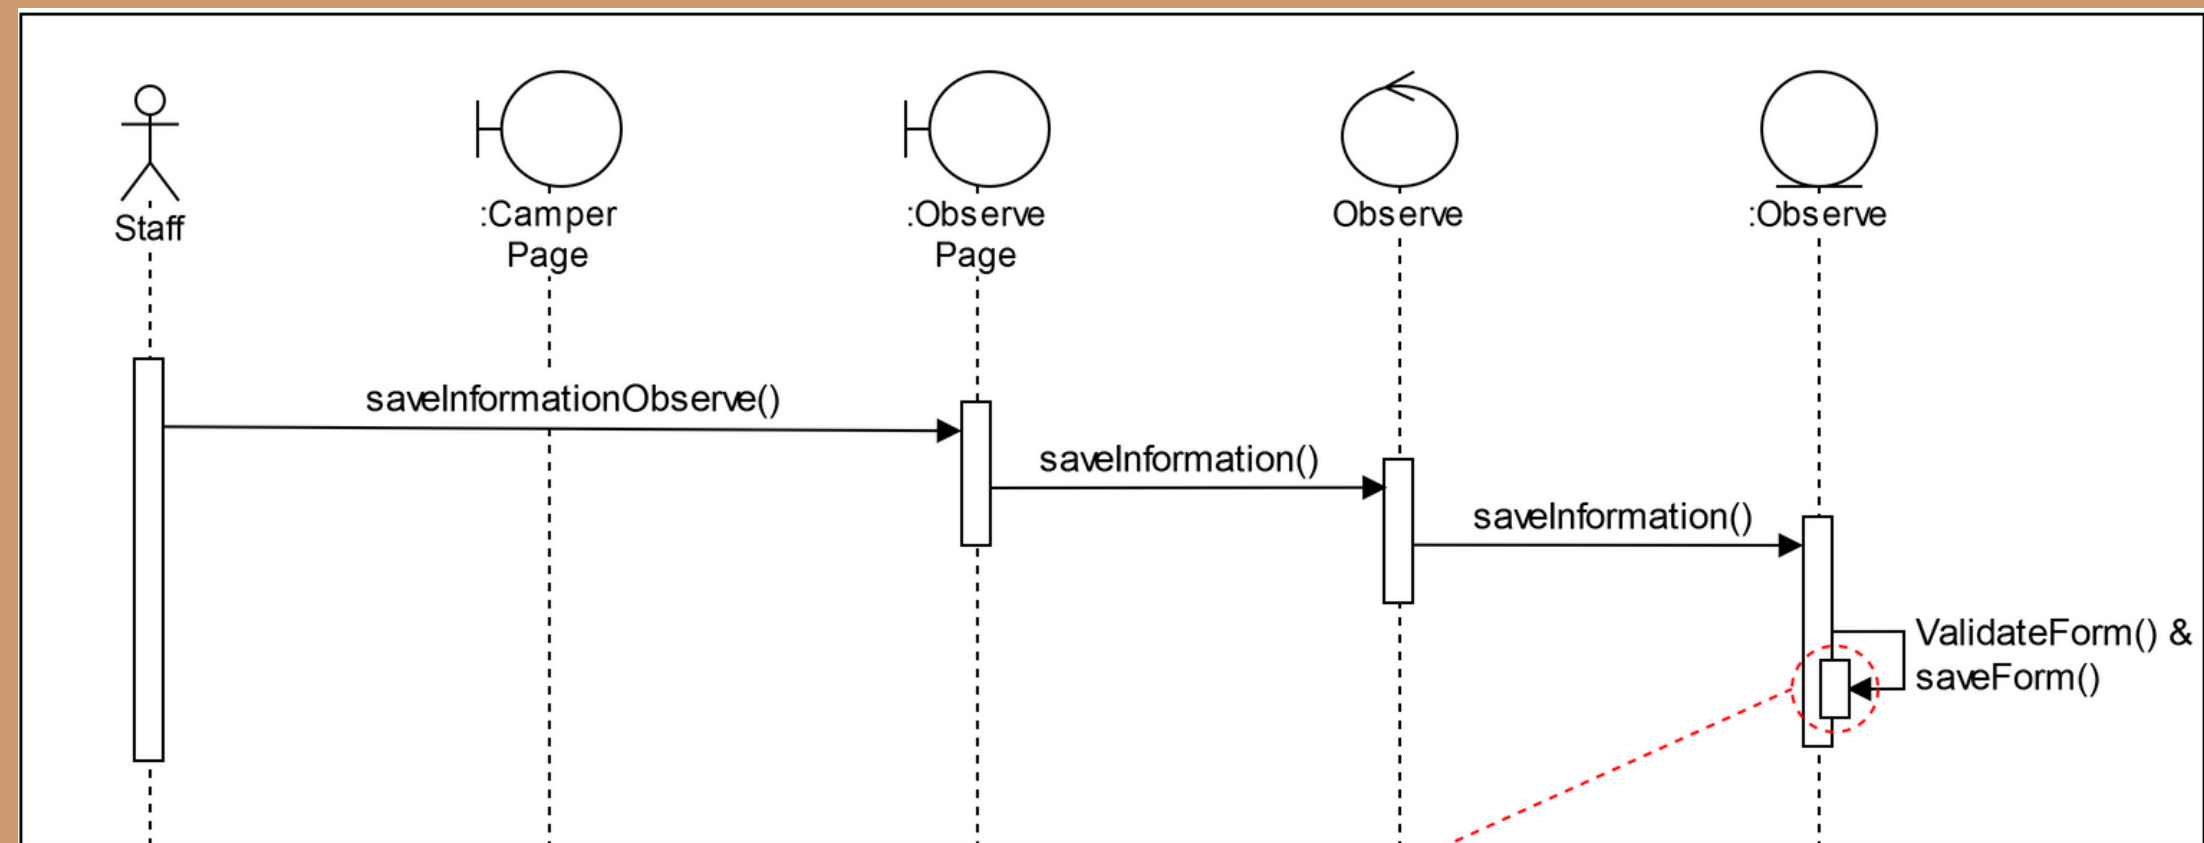 Staff
:Camper
Page
:Observe
Page
Observe
:Observe
saveInformationObserve()
saveInformation()
saveInformation()
ValidateForm() &
saveForm()